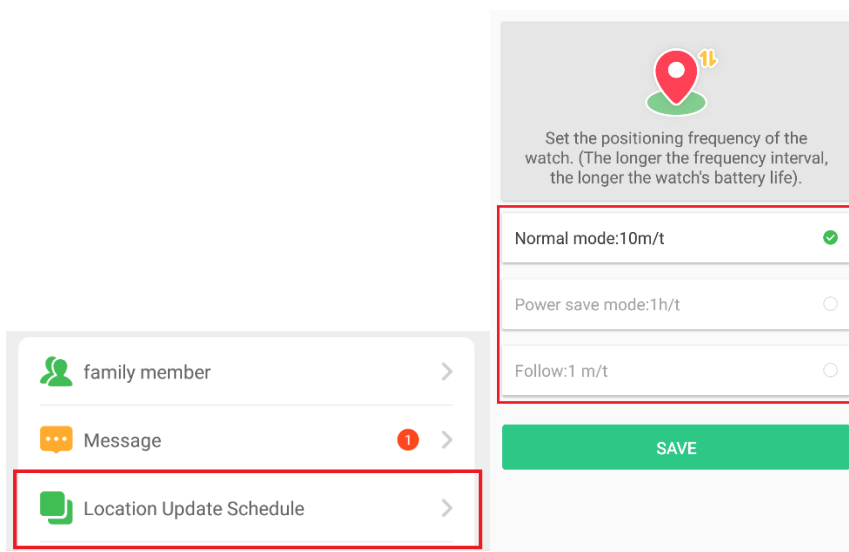 family member
Message
1
Location Update Schedule
Set the positioning frequency of the
watch. (The longer the frequency interval,
the longer the watch's battery life).
Normal mode:10m/t
Power save mode:1h/t
Follow:1 m/t
SAVE